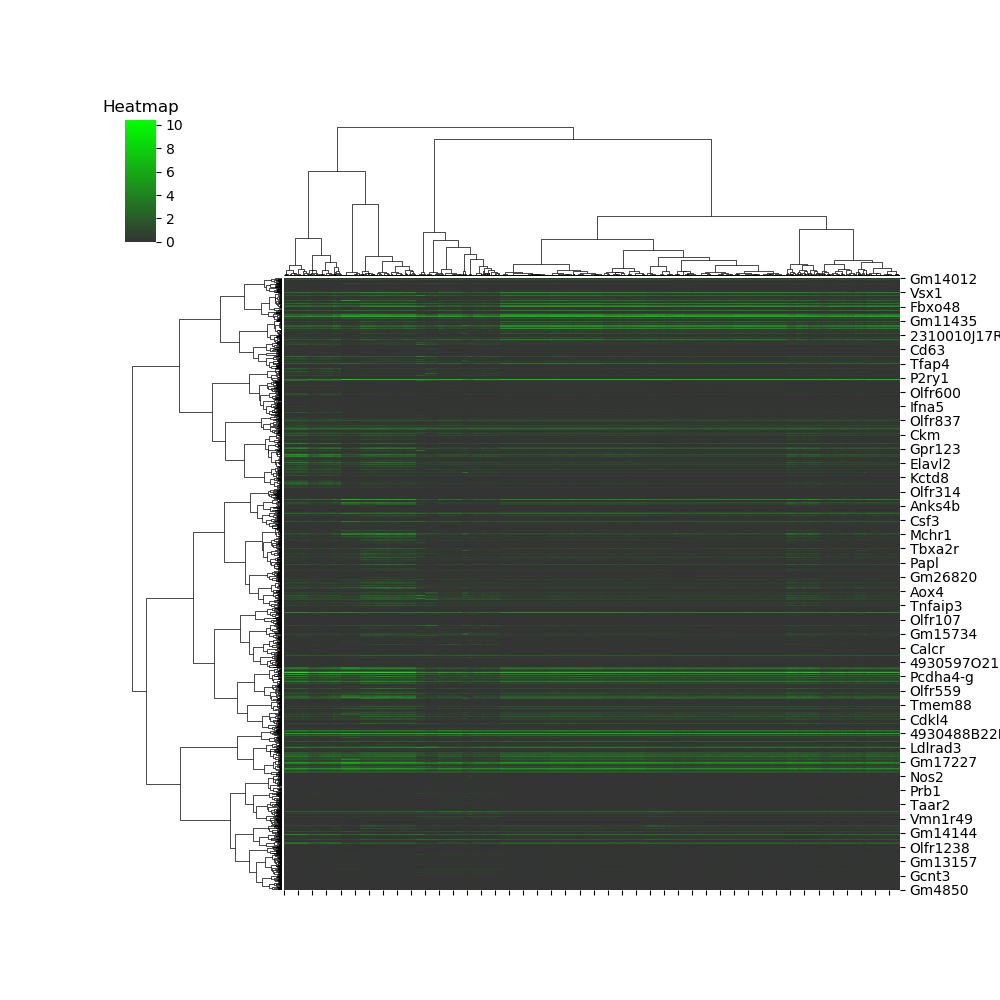 Heatmap
10
8
6
4
2
0
Gm14012
Vsx1
Fbxo48
Gm11435
2310010J17R
Cd63
Tfap4
P2ry1
Olfr600
Ifna5
Olfr837
Ckm
Gpr123
Elavl2
Kctd8
Olfr314
Anks4b
Csf3
Mchr1
Tbxa2r
Papl
Gm26820
Aox4
Tnfaip3
Olfr107
Gm15734
Calcr
4930597O21
Pcdha4-g
Olfr559
Tmem88
Cdkl4
4930488B22
Ldlrad3
Gm17227
Nos2
Prb1
Taar2
Vmn1r49
Gm14144
Olfr1238
Gm13157
Gcnt3
Gm4850